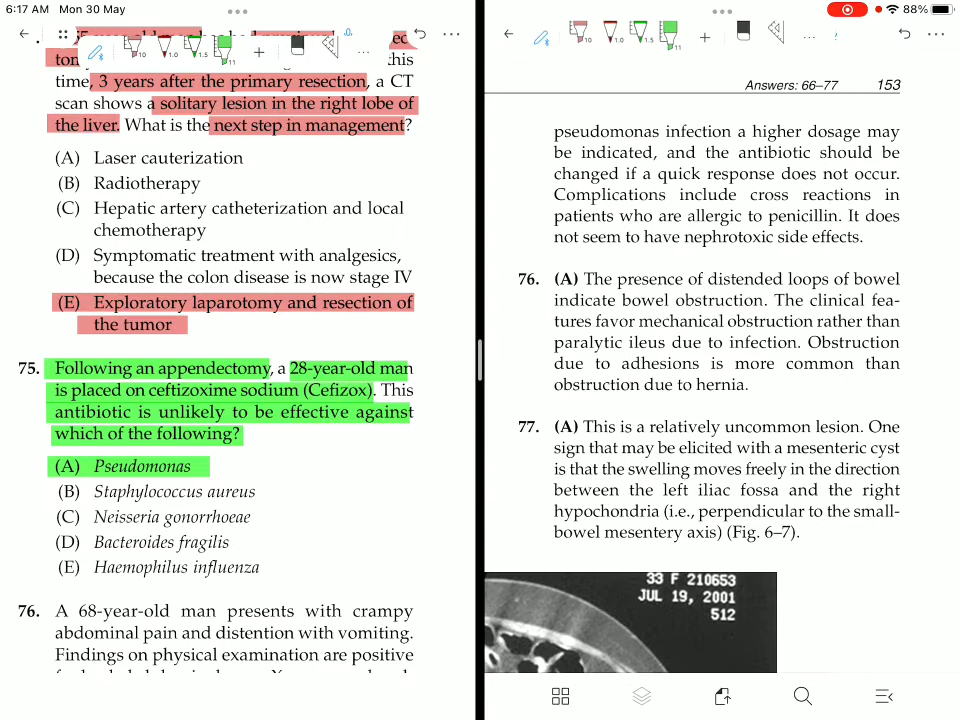 6:17 AM Mon 30 May
88%
time, 3 years after the primary resection, a CT
scan shows a solitary lesion in the right lobe of
the liver. What is the next step in management?
(A) Laser cauterization
(B) Radiotherapy
(C) Hepatic artery catheterization and local
chemotherapy
(D) Symptomatic treatment with analgesics,
because the colon disease is now stage IV
(E) Exploratory laparotomy and resection of
the tumor
75. Following an appendectomy, a 28-year-old man
is placed on ceftizoxime sodium (Cefizox). This
antibiotic is unlikely to be effective against
which of the following?
(A) Pseudomonas
(B) Staphylococcus aureus
(C) Neisseria gonorrhoeae
(D) Bacteroides fragilis
(E) Haemophilus influenza
76. A 68-year-old man presents with crampy
abdominal pain and distention with vomiting.
Findings on physical examination are positive
Answers: 66–77 153
pseudomonas infection a higher dosage may
be indicated, and the antibiotic should be
changed if a quick response does not occur.
Complications include cross reactions in
patients who are allergic to penicillin. It does
not seem to have nephrotoxic side effects.
76. (A) The presence of distended loops of bowel
indicate bowel obstruction. The clinical fea-
tures favor mechanical obstruction rather than
paralytic ileus due to infection. Obstruction
due to adhesions is more common than
obstruction due to hernia.
77. (A) This is a relatively uncommon lesion. One
sign that may be elicited with a mesenteric cyst
is that the swelling moves freely in the direction
between the left iliac fossa and the right
hypochondria (i.e., perpendicular to the small-
bowel mesentery axis) (Fig. 6–7).
33 F 210653
JUL 19, 2001
512